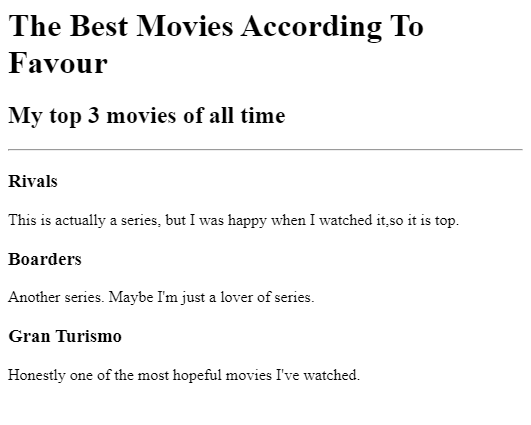 The Best Movies According To
Favour
My top 3 movies of all time
Rivals
This is actually a series, but I was happy when I watched it,so it is top.
Boarders
Another series. Maybe I'm just a lover of series.
Gran Turismo
Honestly one of the most hopeful movies I've watched.